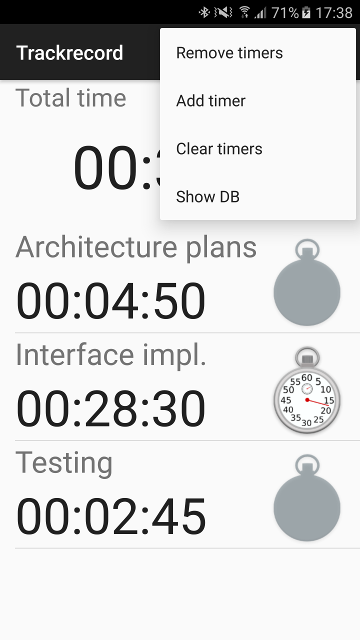 71% 17:38
Trackrecord
Remove timers
Add timer
Clear timers
Show DB
Total time
00:
Architecture plans
00:04:50
Interface impl.
00:28:30
60 5 10 15 20 25 30 35 40 45 50 55
Testing
00:02:45